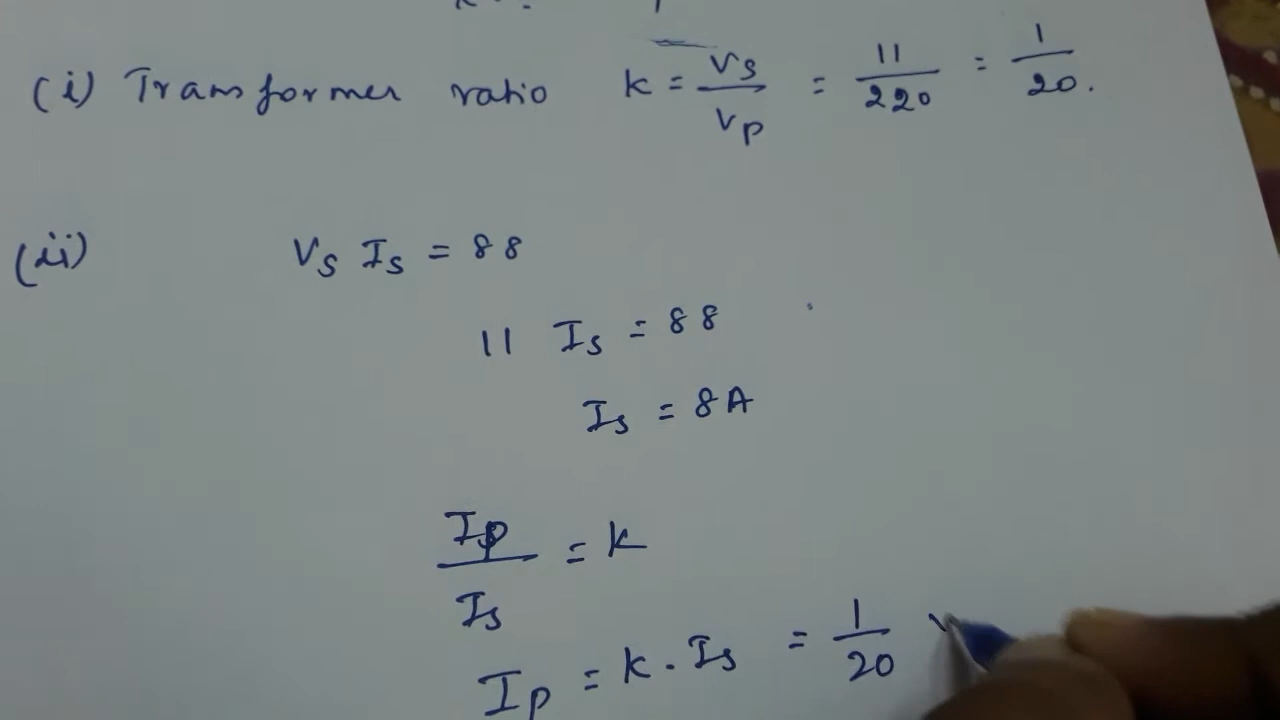 (i) Transformer ratio K = Vs/Vp = 11/220 = 1/20.
(ii) Vs Is = 88
11 Is = 88
Is = 8A
Ip/Is = K
Ip = K . Is = 1/20